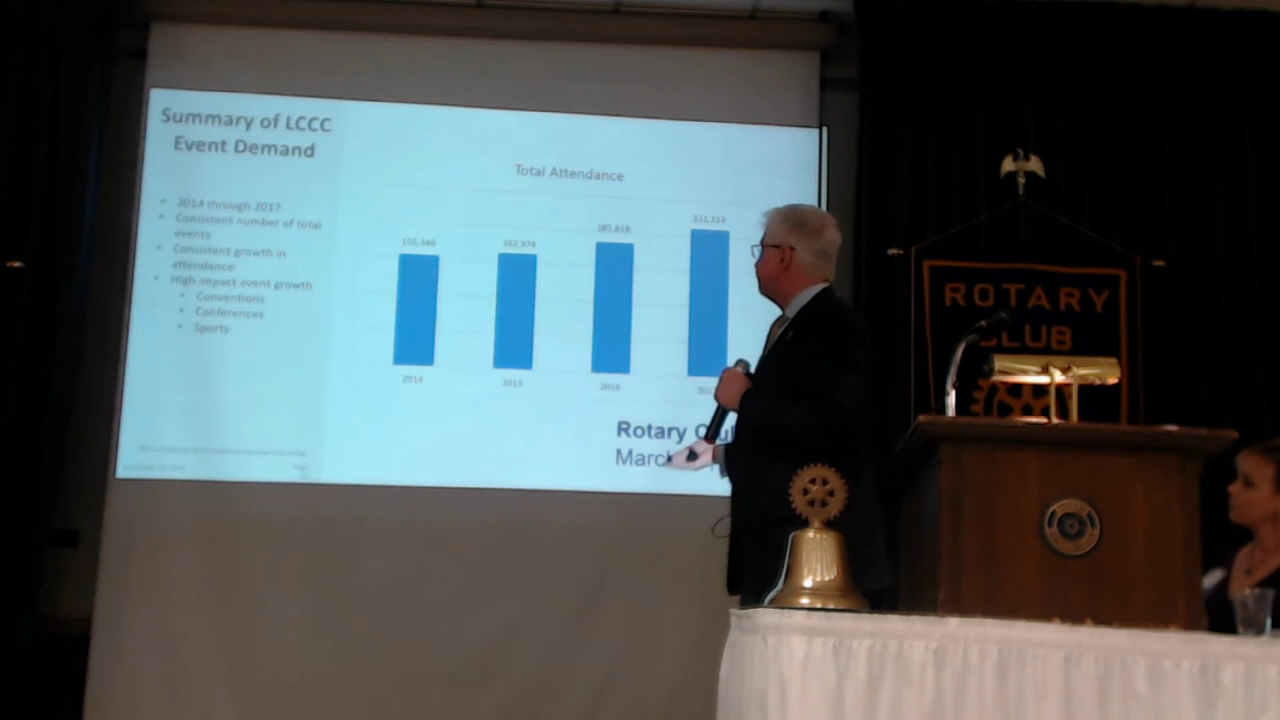 Summary of LCCC
Event Demand
• 2014 through 2017
• Consistent number of total
events
• Consistent growth in
attendance
• High impact event growth
• Conventions
• Conferences
• Sports
Total Attendance
155,346
162,974
185,818
211,113
2014
2015
2016
Rotary
March
ROTARY
CLUB